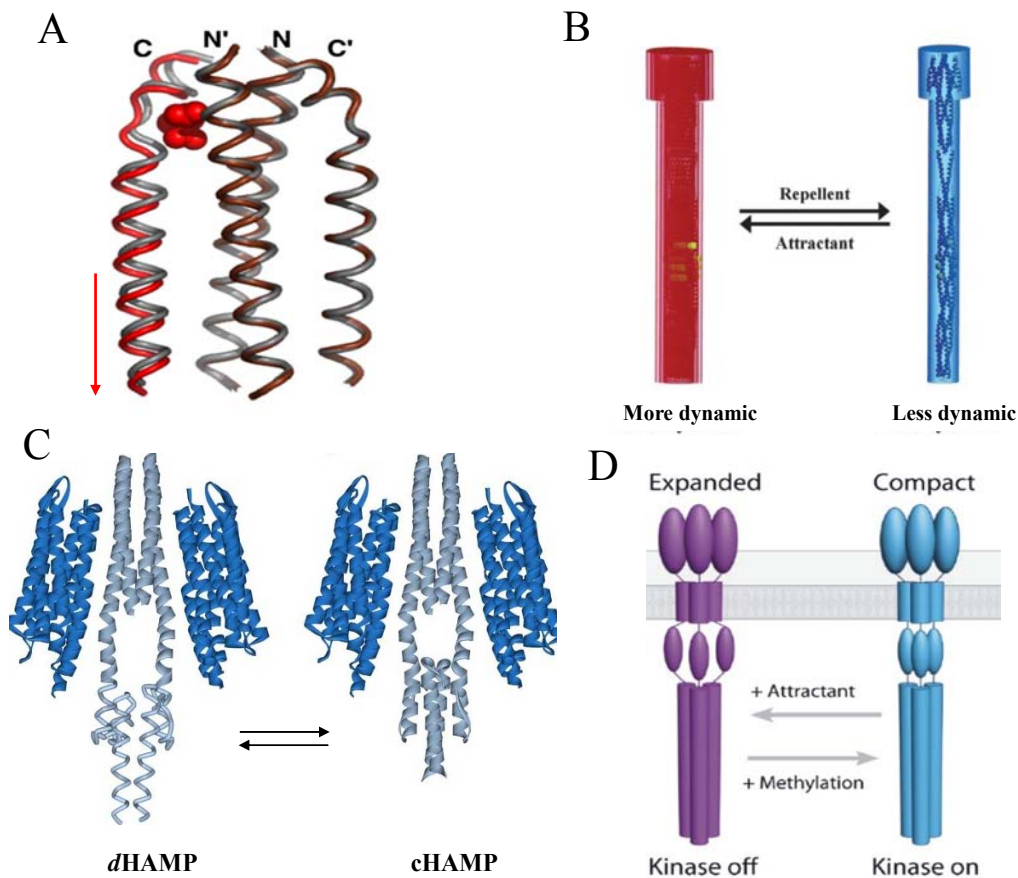 A
C
N'
N
C'
B
Repellent
Attractant
More dynamic
Less dynamic
C
dHAMP
cHAMP
D
Expanded
Compact
+ Attractant
+ Methylation
Kinase off
Kinase on